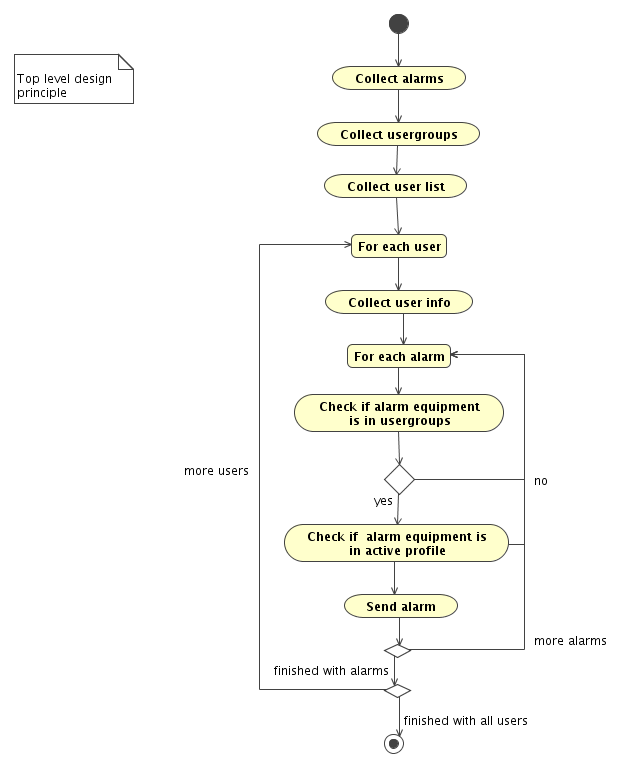 Top level design
principle
Collect alarms
Collect usergroups
Collect user list
For each user
Collect user info
For each alarm
Check if alarm equipment
is in usergroups
more users
no
yes
Check if  alarm equipment is
in active profile
Send alarm
more alarms
finished with alarms
finished with all users